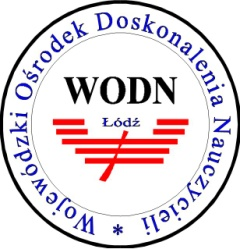 Wojewódzki Ośrodek Doskonalenia Nauczycieli *
WODN
Łódź